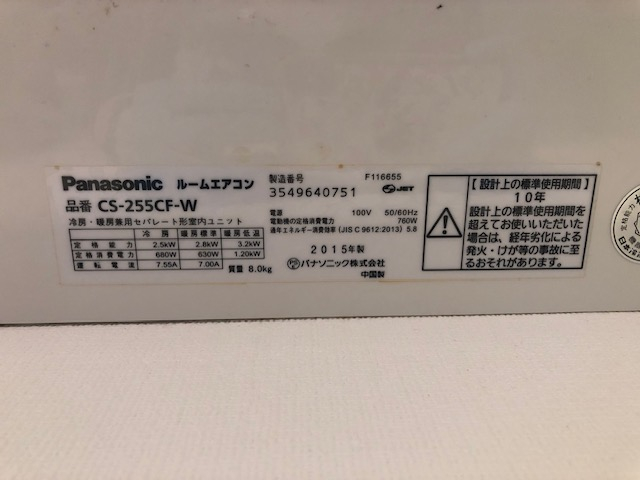 Panasonic ルームエアコン
品番 CS-255CF-W
冷房・暖房兼用セパレート形室内ユニット
冷房 暖房標準 暖房低温
定格能力 2.5kW 2.8kW 3.2kW
定格消費電力 680W 630W 1.20kW
運転電流 7.55A 7.00A
質量 8.0kg
製造番号 F116655
3549640751 JET
電源 100V 50/60Hz
電動機の定格消費電力 760W
通年エネルギー消費効率 (JIS C 9612:2013) 5.8
2015年製
パナソニック株式会社
中国製
【設計上の標準使用期間】
10年
設計上の標準使用期間を
超えてお使いいただいた
場合は、経年劣化による
発火・けが等の事故に至
るおそれがあります。
定格能力
日本